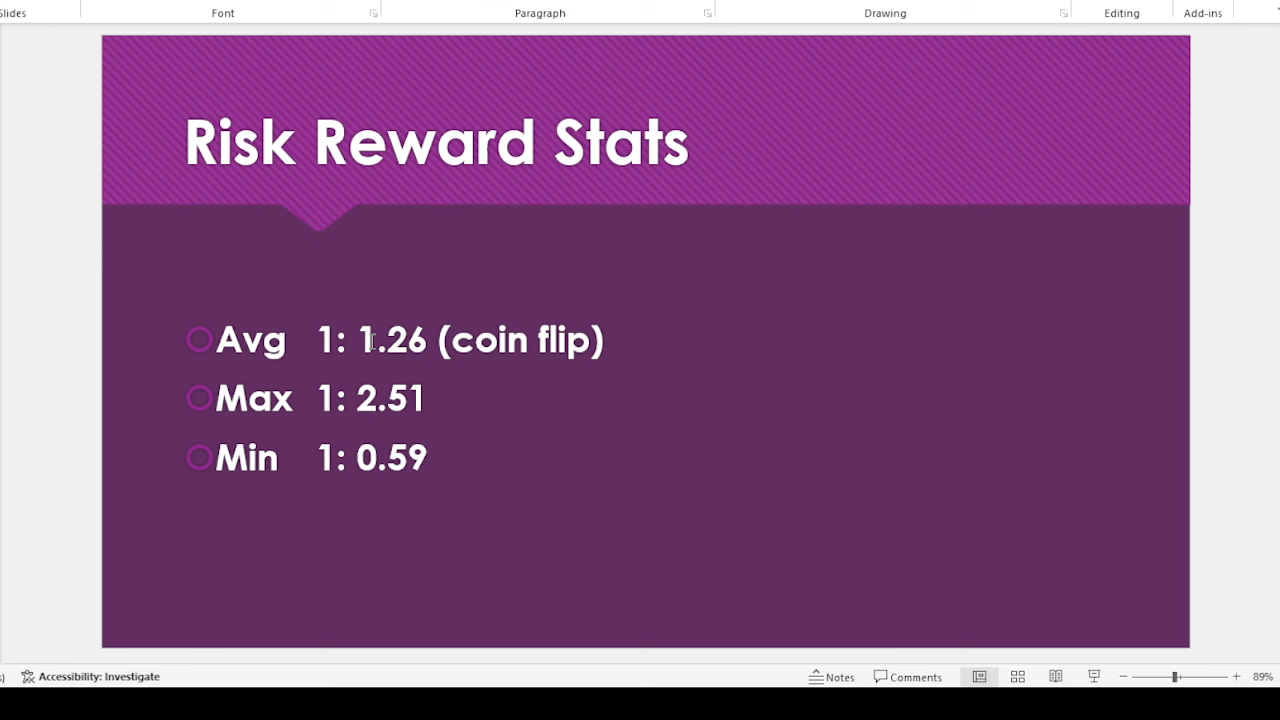 Slides Font Paragraph Drawing Editing Add-ins
Risk Reward Stats
Avg 1: 1.26 (coin flip)
Max 1: 2.51
Min 1: 0.59
Accessibility: Investigate Notes Comments 89%